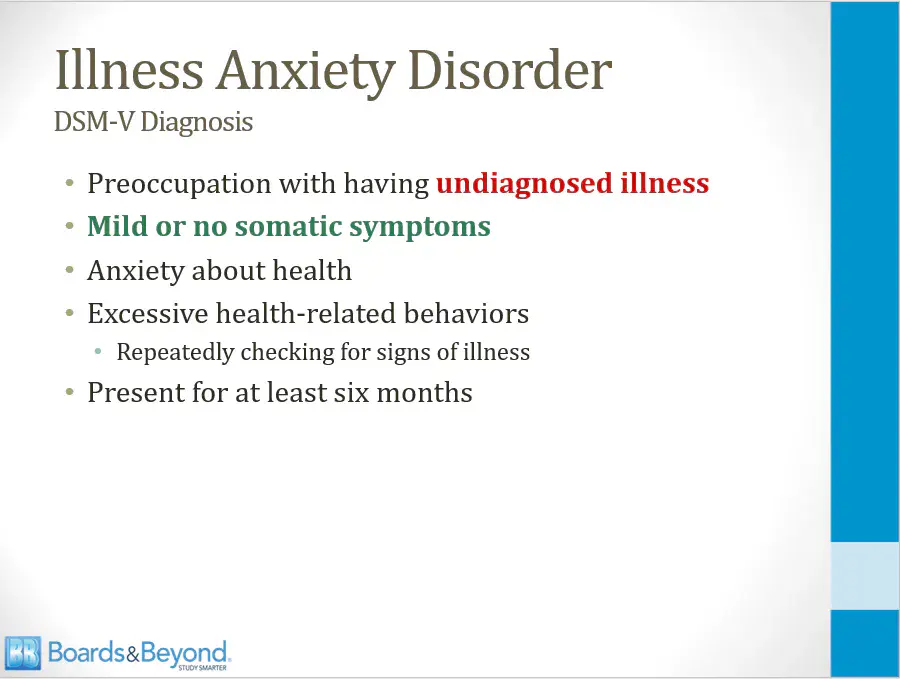 Illness Anxiety Disorder
DSM-V Diagnosis
• Preoccupation with having undiagnosed illness
• Mild or no somatic symptoms
• Anxiety about health
• Excessive health-related behaviors
• Repeatedly checking for signs of illness
• Present for at least six months
BB Boards&Beyond.
STUDY SMARTER